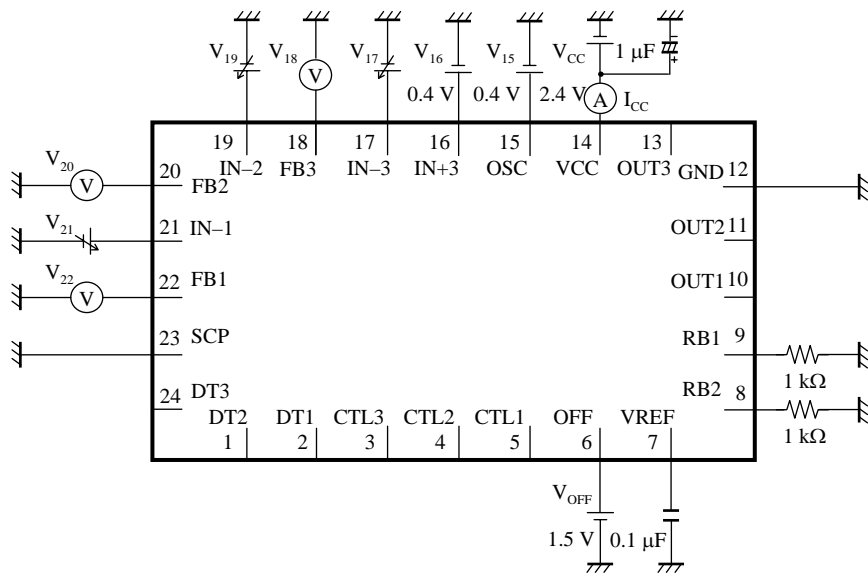 V19 V18 V17 V16 V15 VCC 1 µF
V
0.4 V 0.4 V 2.4 V A ICC
19 18 17 16 15 14 13
IN–2 FB3 IN–3 IN+3 OSC VCC OUT3
V20 V 20 FB2 GND 12
V21 21 IN–1 OUT2 11
V22 V 22 FB1 OUT1 10
23 SCP RB1 9
1 kΩ
24 DT3 RB2 8
1 kΩ
DT2 DT1 CTL3 CTL2 CTL1 OFF VREF
1 2 3 4 5 6 7
VOFF
1.5 V 0.1 µF